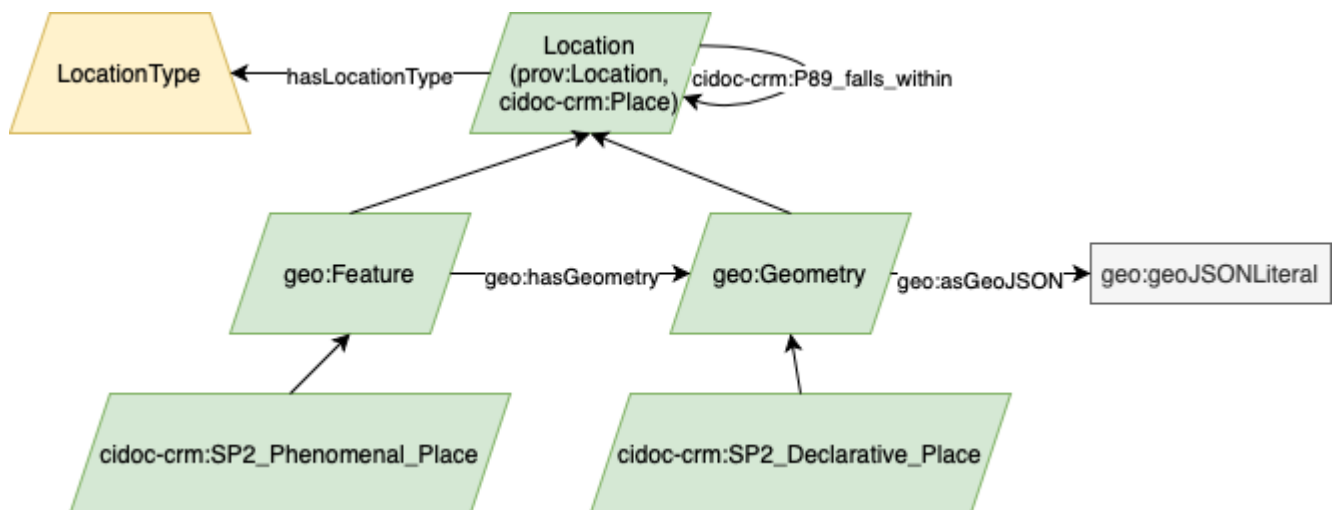 LocationType
hasLocationType
Location
(prov:Location,
cidoc-crm:Place)
cidoc-crm:P89_falls_within
geo:Feature
geo:hasGeometry
geo:Geometry
geo:asGeoJSON
geo:geoJSONLiteral
cidoc-crm:SP2_Phenomenal_Place
cidoc-crm:SP2_Declarative_Place